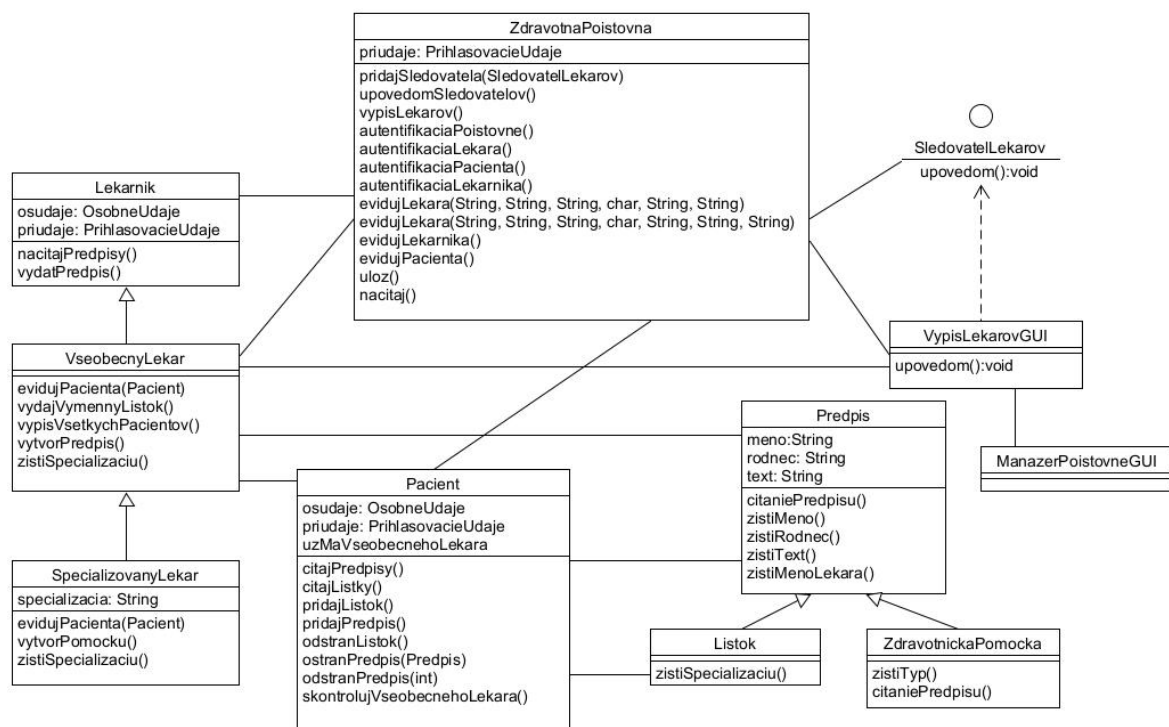 ZdravotnaPoistovna
priudaje: PrihlasovacieUdaje
pridajSledovatela(SledovatelLekarov)
upovedomSledovatelov()
vypisLekarov()
autentifikaciaPoistovne()
autentifikaciaLekara()
autentifikaciaPacienta()
autentifikaciaLekarnika()
evidujLekara(String, String, String, char, String, String)
evidujLekara(String, String, String, char, String, String, String)
evidujLekarnika()
evidujPacienta()
uloz()
nacitaj()
SledovatelLekarov
upovedom():void
Lekarnik
osudaje: OsobneUdaje
priudaje: PrihlasovacieUdaje
nacitajPredpisy()
vydatPredpis()
VseobecnyLekar
evidujPacienta(Pacient)
vydajVymennyListok()
vypisVsetkychPacientov()
vytvorPredpis()
zistiSpecializaciu()
VypisLekarovGUI
upovedom():void
Predpis
meno:String
rodnec: String
text: String
citaniePredpisu()
zistiMeno()
zistiRodnec()
zistiText()
zistiMenoLekara()
ManazerPoistovneGUI
Pacient
osudaje: OsobneUdaje
priudaje: PrihlasovacieUdaje
uzMaVseobecnehoLekara
citajPredpisy()
citajListky()
pridajListok()
pridajPredpis()
odstranListok()
ostranPredpis(Predpis)
odstranPredpis(int)
skontrolujVseobecnehoLekara()
SpecializovanyLekar
specializacia: String
evidujPacienta(Pacient)
vytvorPomocku()
zistiSpecializaciu()
Listok
zistiSpecializaciu()
ZdravotnickaPomocka
zistiTyp()
citaniePredpisu()